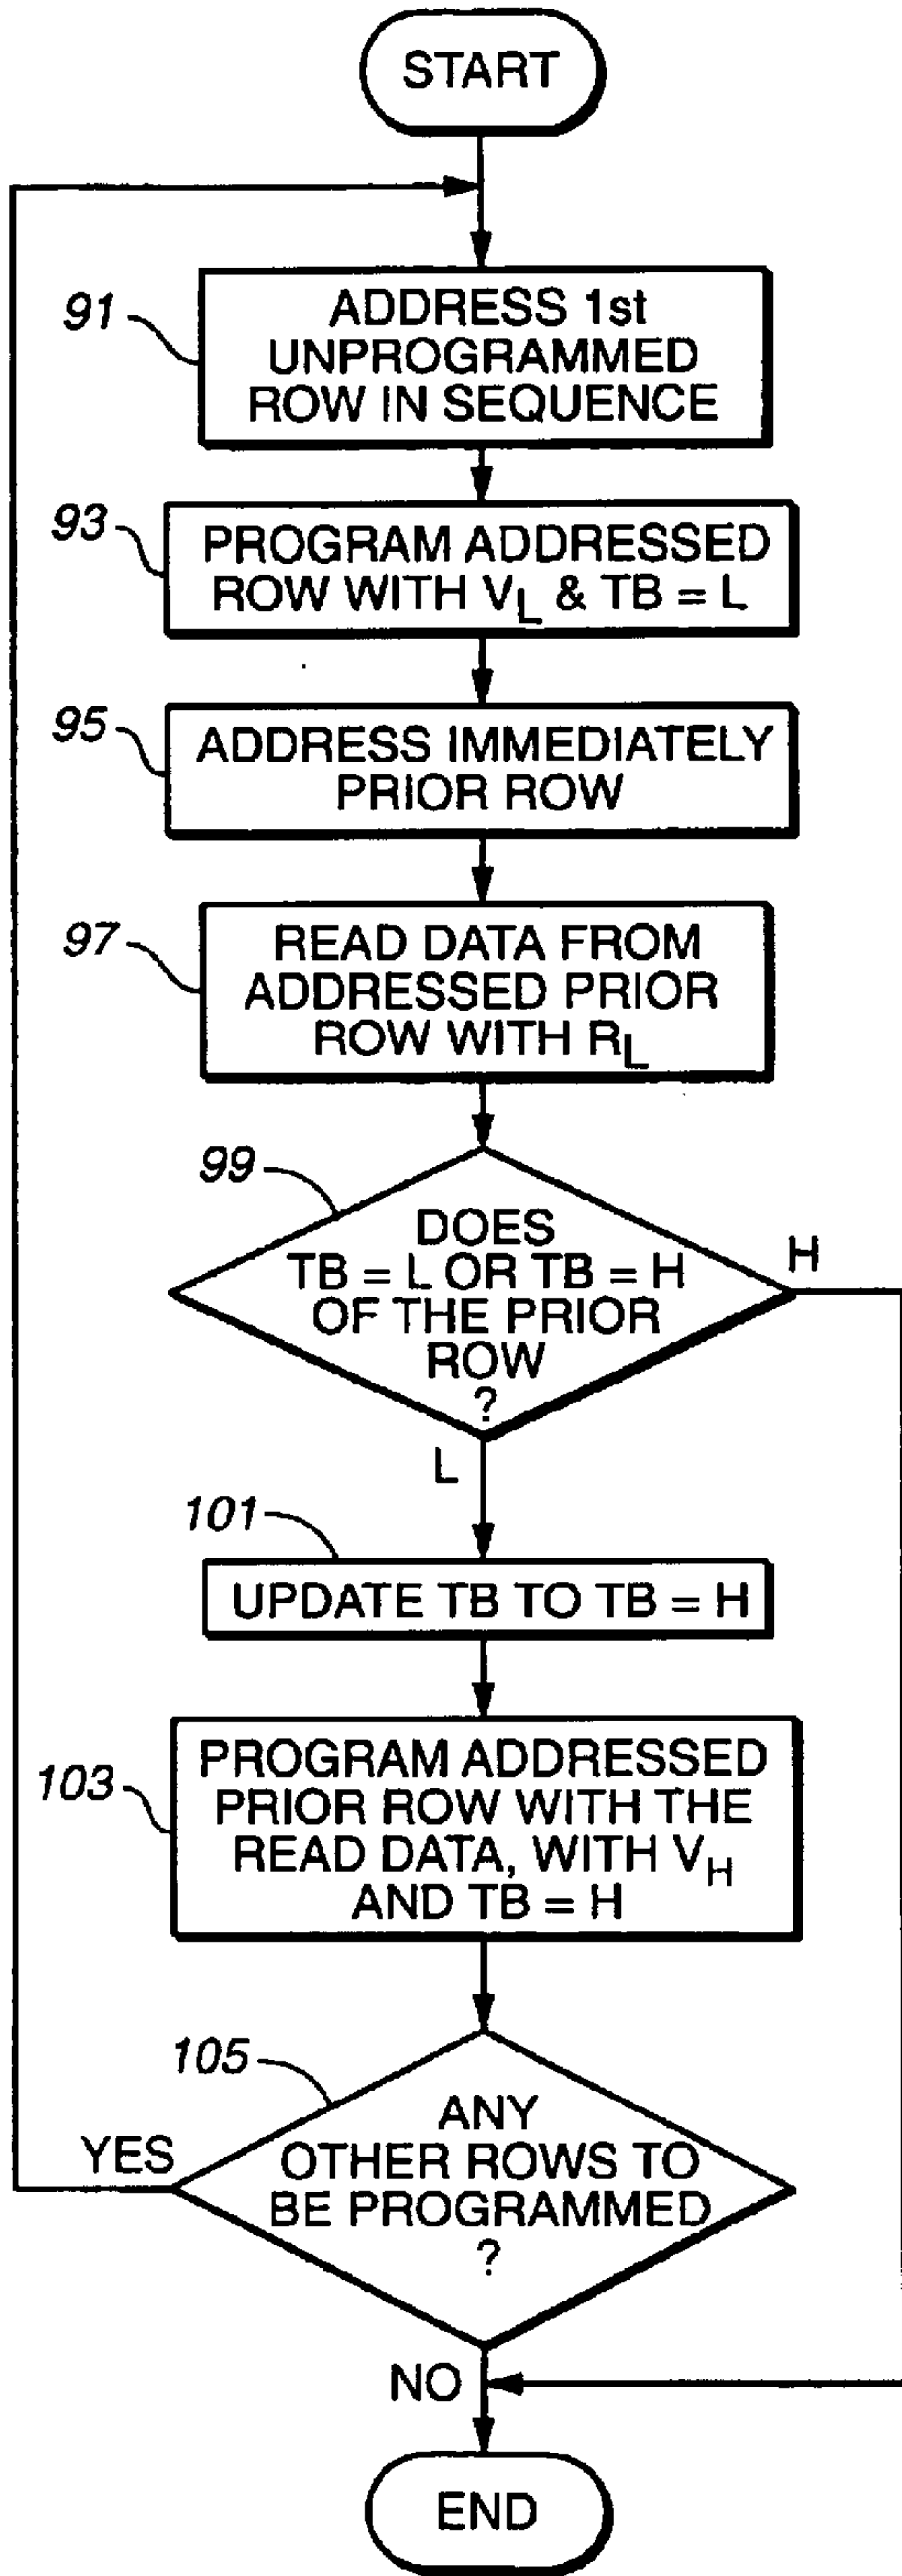 START
91
ADDRESS 1st
UNPROGRAMMED
ROW IN SEQUENCE
93
PROGRAM ADDRESSED
ROW WITH VL & TB = L
95
ADDRESS IMMEDIATELY
PRIOR ROW
97
READ DATA FROM
ADDRESSED PRIOR
ROW WITH RL
99
DOES
TB = L OR TB = H
OF THE PRIOR
ROW
?
H
L
101
UPDATE TB TO TB = H
103
PROGRAM ADDRESSED
PRIOR ROW WITH THE
READ DATA, WITH VH
AND TB = H
105
ANY
OTHER ROWS TO
BE PROGRAMMED
?
YES
NO
END